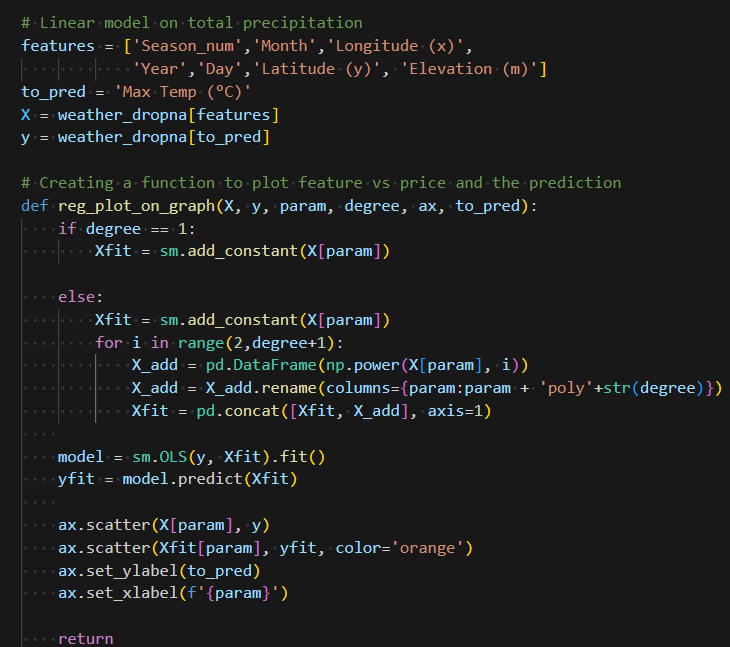 # Linear model on total precipitation
features = ['Season_num','Month','Longitude (x)',
            'Year','Day','Latitude (y)', 'Elevation (m)']
to_pred = 'Max Temp (°C)'
X = weather_dropna[features]
y = weather_dropna[to_pred]
# Creating a function to plot feature vs price and the prediction
def reg_plot_on_graph(X, y, param, degree, ax, to_pred):
    if degree == 1:
        Xfit = sm.add_constant(X[param])
    else:
        Xfit = sm.add_constant(X[param])
        for i in range(2,degree+1):
            X_add = pd.DataFrame(np.power(X[param], i))
            X_add = X_add.rename(columns={param:param + 'poly'+str(degree)})
            Xfit = pd.concat([Xfit, X_add], axis=1)
    model = sm.OLS(y, Xfit).fit()
    yfit = model.predict(Xfit)
    ax.scatter(X[param], y)
    ax.scatter(Xfit[param], yfit, color='orange')
    ax.set_ylabel(to_pred)
    ax.set_xlabel(f'{param}')
    return